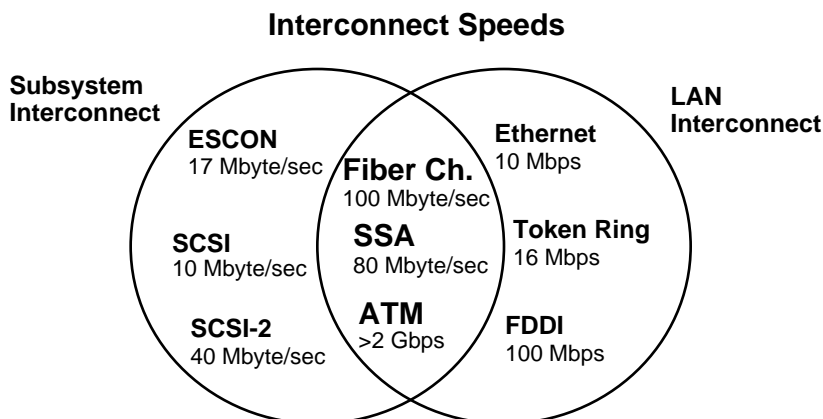 Interconnect Speeds
Subsystem
Interconnect
LAN
Interconnect
ESCON
17 Mbyte/sec
SCSI
10 Mbyte/sec
SCSI-2
40 Mbyte/sec
Fiber Ch.
100 Mbyte/sec
SSA
80 Mbyte/sec
ATM
>2 Gbps
Ethernet
10 Mbps
Token Ring
16 Mbps
FDDI
100 Mbps